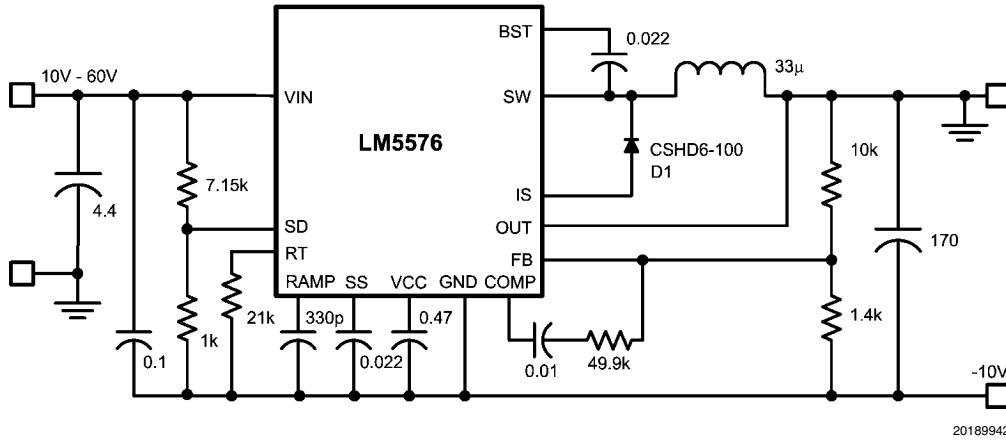 BST
0.022
10V - 60V
33μ
VIN
SW
LM5576
CSHD6-100
D1
10k
7.15k
IS
4.4
SD
OUT
170
RT
FB
RAMP SS VCC GND COMP
21k
330p
0.47
1.4k
1k
0.1
0.022
0.01
49.9k
-10V
20189942